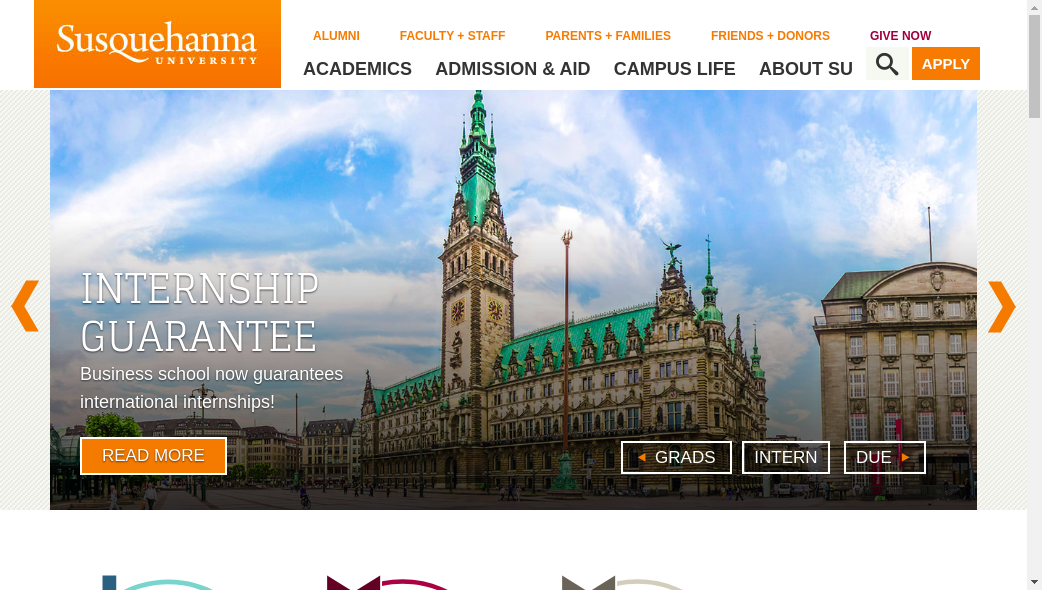 Susquehanna
UNIVERSITY
ALUMNI
FACULTY + STAFF
PARENTS + FAMILIES
FRIENDS + DONORS
GIVE NOW
ACADEMICS
ADMISSION & AID
CAMPUS LIFE
ABOUT SU
APPLY
INTERNSHIP
GUARANTEE
Business school now guarantees
international internships!
READ MORE
GRADS
INTERN
DUE